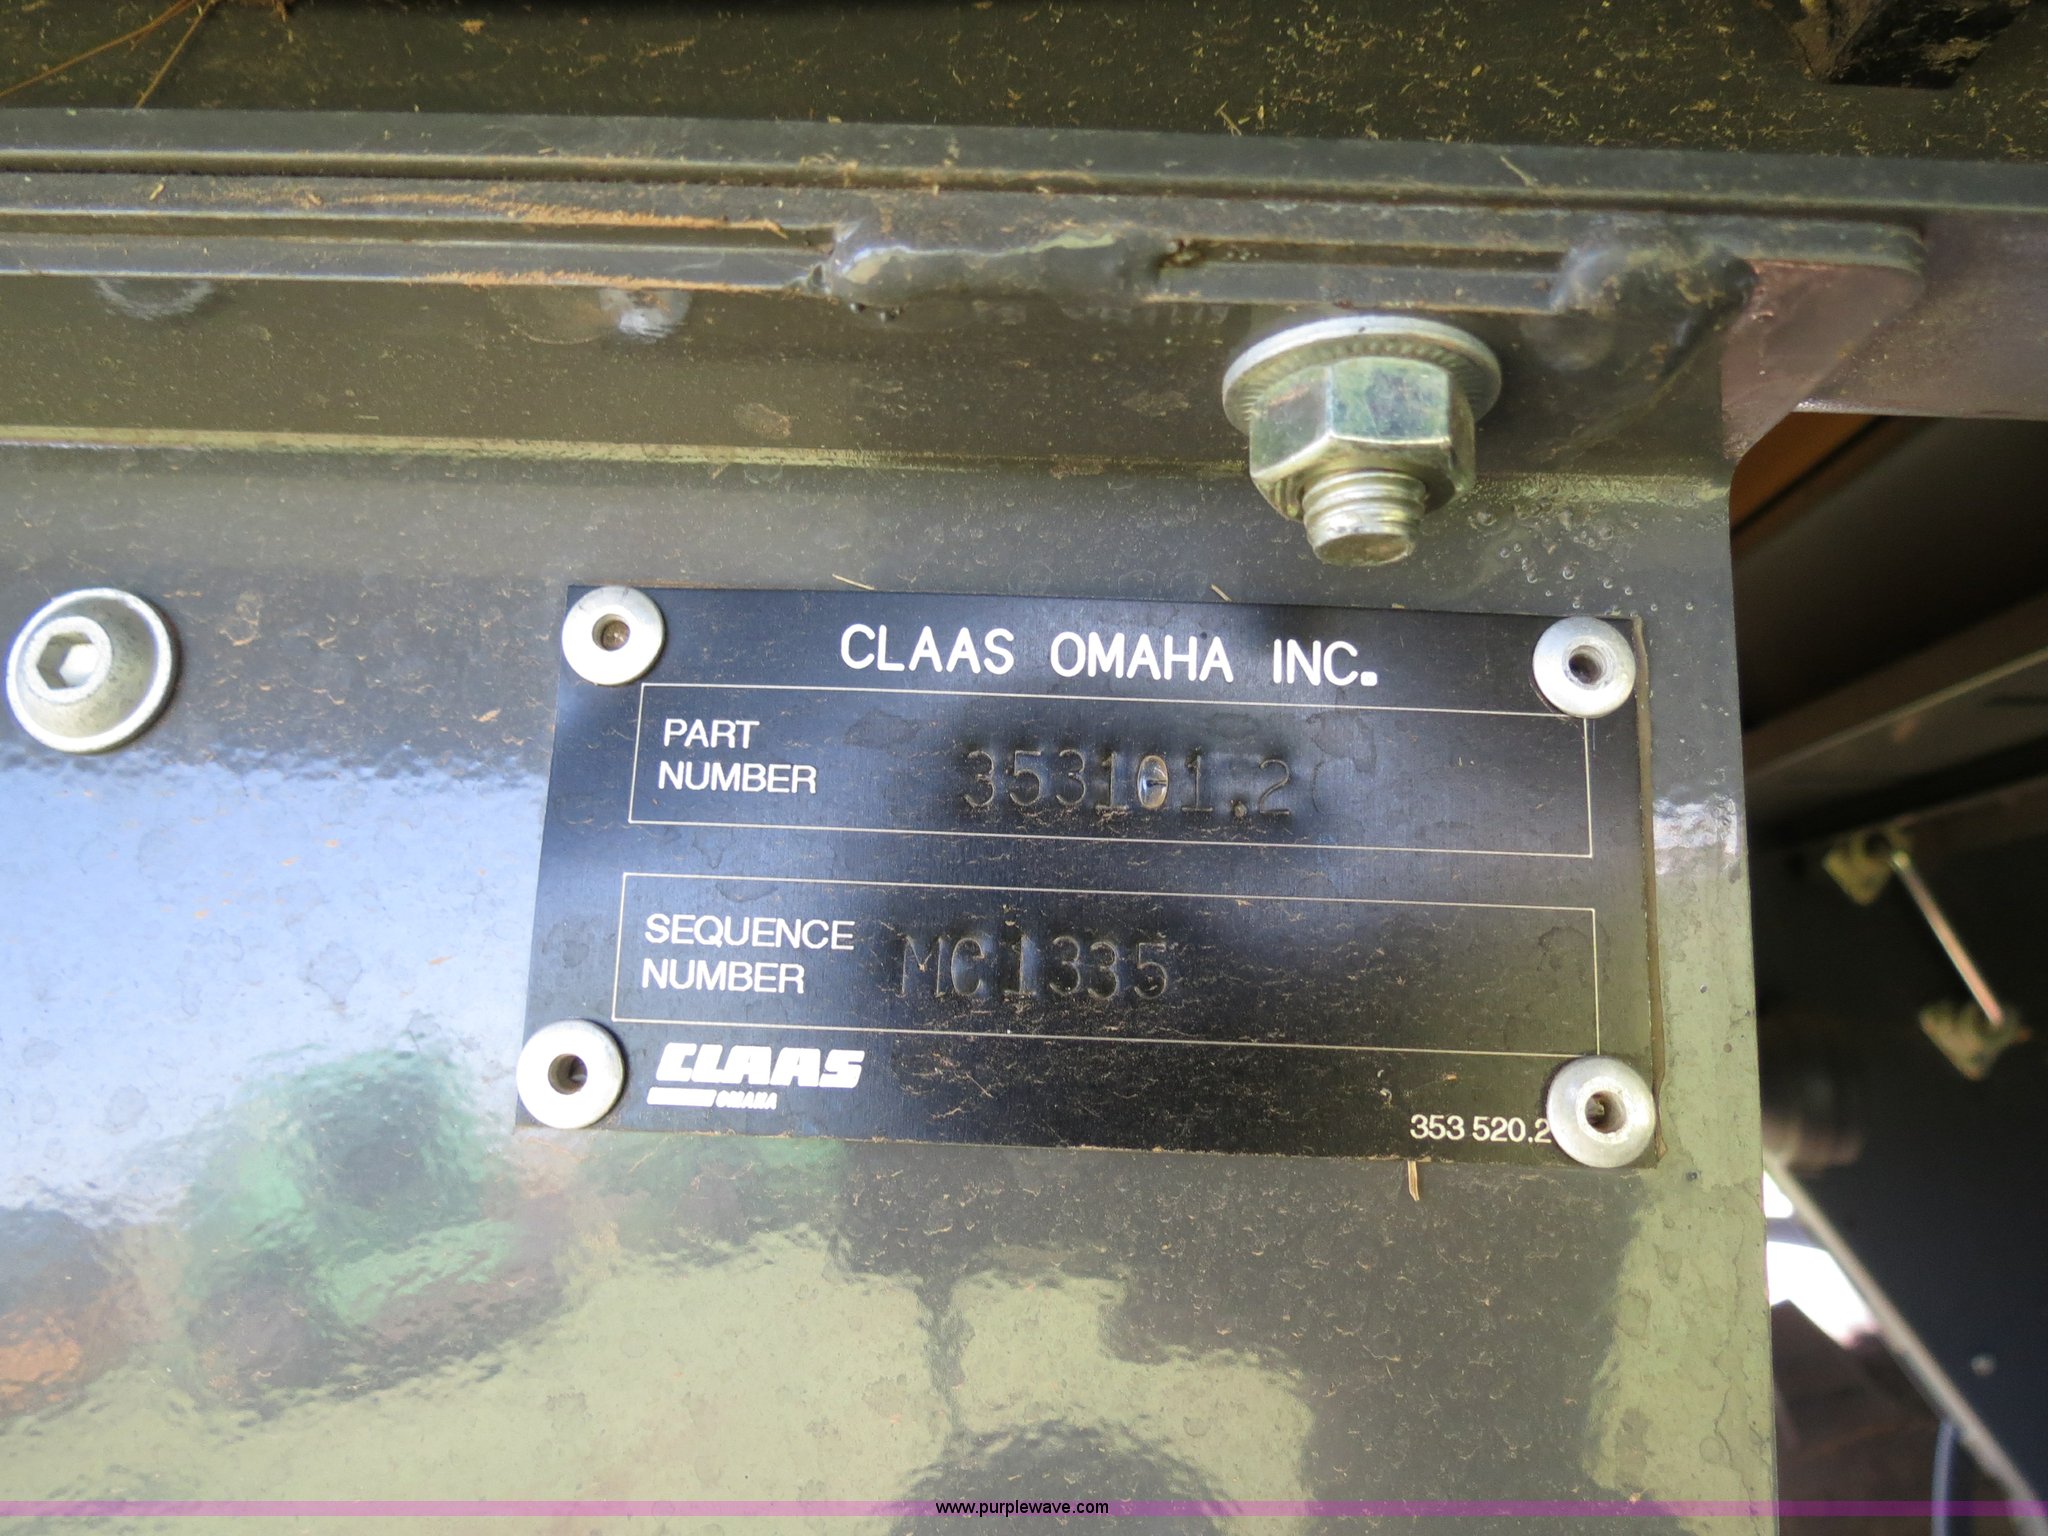 CLAAS OMAHA INC.
PART
NUMBER 353101.2
SEQUENCE
NUMBER MC1335
CLAAS
OMAHA
353 520.2
www.purplewave.com